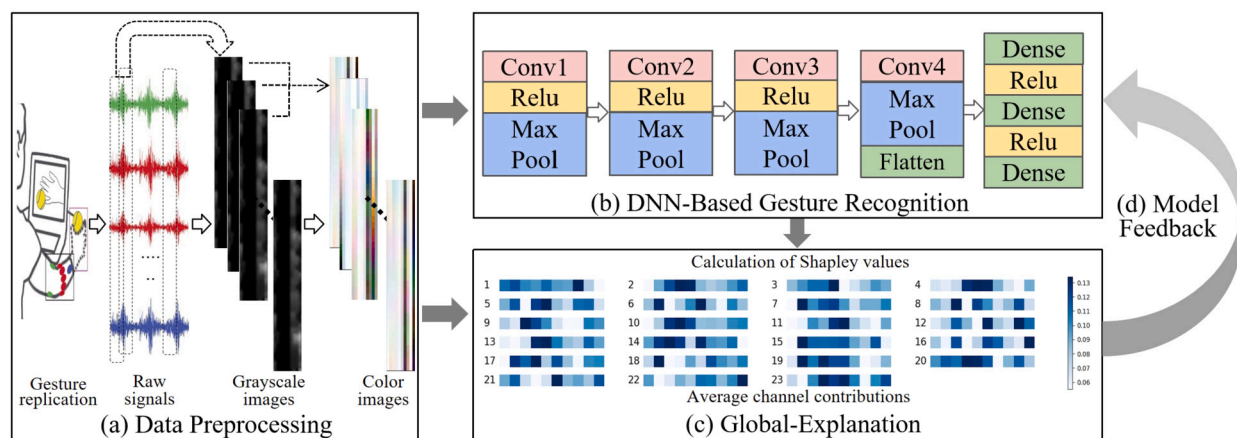 Gesture
replication
Raw
signals
Grayscale
images
Color
images
(a) Data Preprocessing
Conv1
Relu
Max
Pool
Conv2
Relu
Max
Pool
Conv3
Relu
Max
Pool
Conv4
Max
Pool
Flatten
Dense
Relu
Dense
Relu
Dense
(b) DNN-Based Gesture Recognition
Calculation of Shapley values
1 2 3 4
5 6 7 8
9 10 11 12
13 14 15 16
17 18 19 20
21 22 23
0.13
0.12
0.11
0.10
0.09
0.08
0.07
0.06
Average channel contributions
(c) Global-Explanation
(d) Model
Feedback